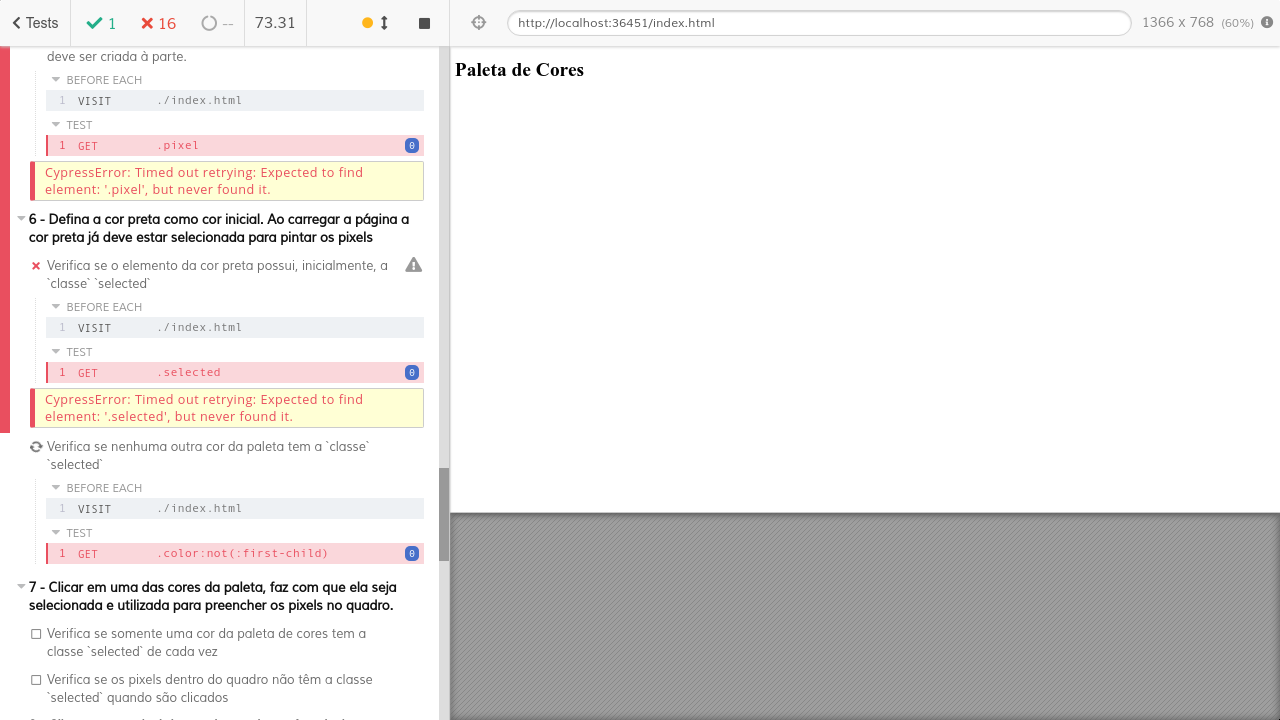 Tests
1
16
--
73.31
http://localhost:36451/index.html
1366 x 768 (60%)
deve ser criada à parte.
BEFORE EACH
1 VISIT ./index.html
TEST
1 GET .pixel 0
CypressError: Timed out retrying: Expected to find
element: '.pixel', but never found it.
6 - Defina a cor preta como cor inicial. Ao carregar a página a
cor preta já deve estar selecionada para pintar os pixels
Verifica se o elemento da cor preta possui, inicialmente, a
`classe` `selected`
BEFORE EACH
1 VISIT ./index.html
TEST
1 GET .selected 0
CypressError: Timed out retrying: Expected to find
element: '.selected', but never found it.
Verifica se nenhuma outra cor da paleta tem a `classe`
`selected`
BEFORE EACH
1 VISIT ./index.html
TEST
1 GET .color:not(:first-child) 0
7 - Clicar em uma das cores da paleta, faz com que ela seja
selecionada e utilizada para preencher os pixels no quadro.
Verifica se somente uma cor da paleta de cores tem a
classe `selected` de cada vez
Verifica se os pixels dentro do quadro não têm a classe
`selected` quando são clicados
Paleta de Cores